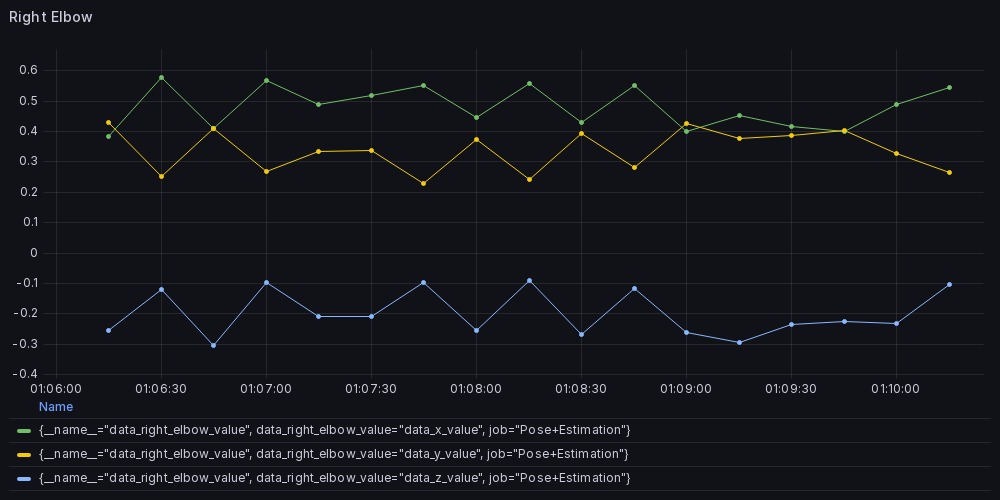 Right Elbow
0.6
0.5
0.4
0.3
0.2
0.1
0
-0.1
-0.2
-0.3
-0.4
01:06:00 01:06:30 01:07:00 01:07:30 01:08:00 01:08:30 01:09:00 01:09:30 01:10:00
Name
{__name__="data_right_elbow_value", data_right_elbow_value="data_x_value", job="Pose+Estimation"}
{__name__="data_right_elbow_value", data_right_elbow_value="data_y_value", job="Pose+Estimation"}
{__name__="data_right_elbow_value", data_right_elbow_value="data_z_value", job="Pose+Estimation"}